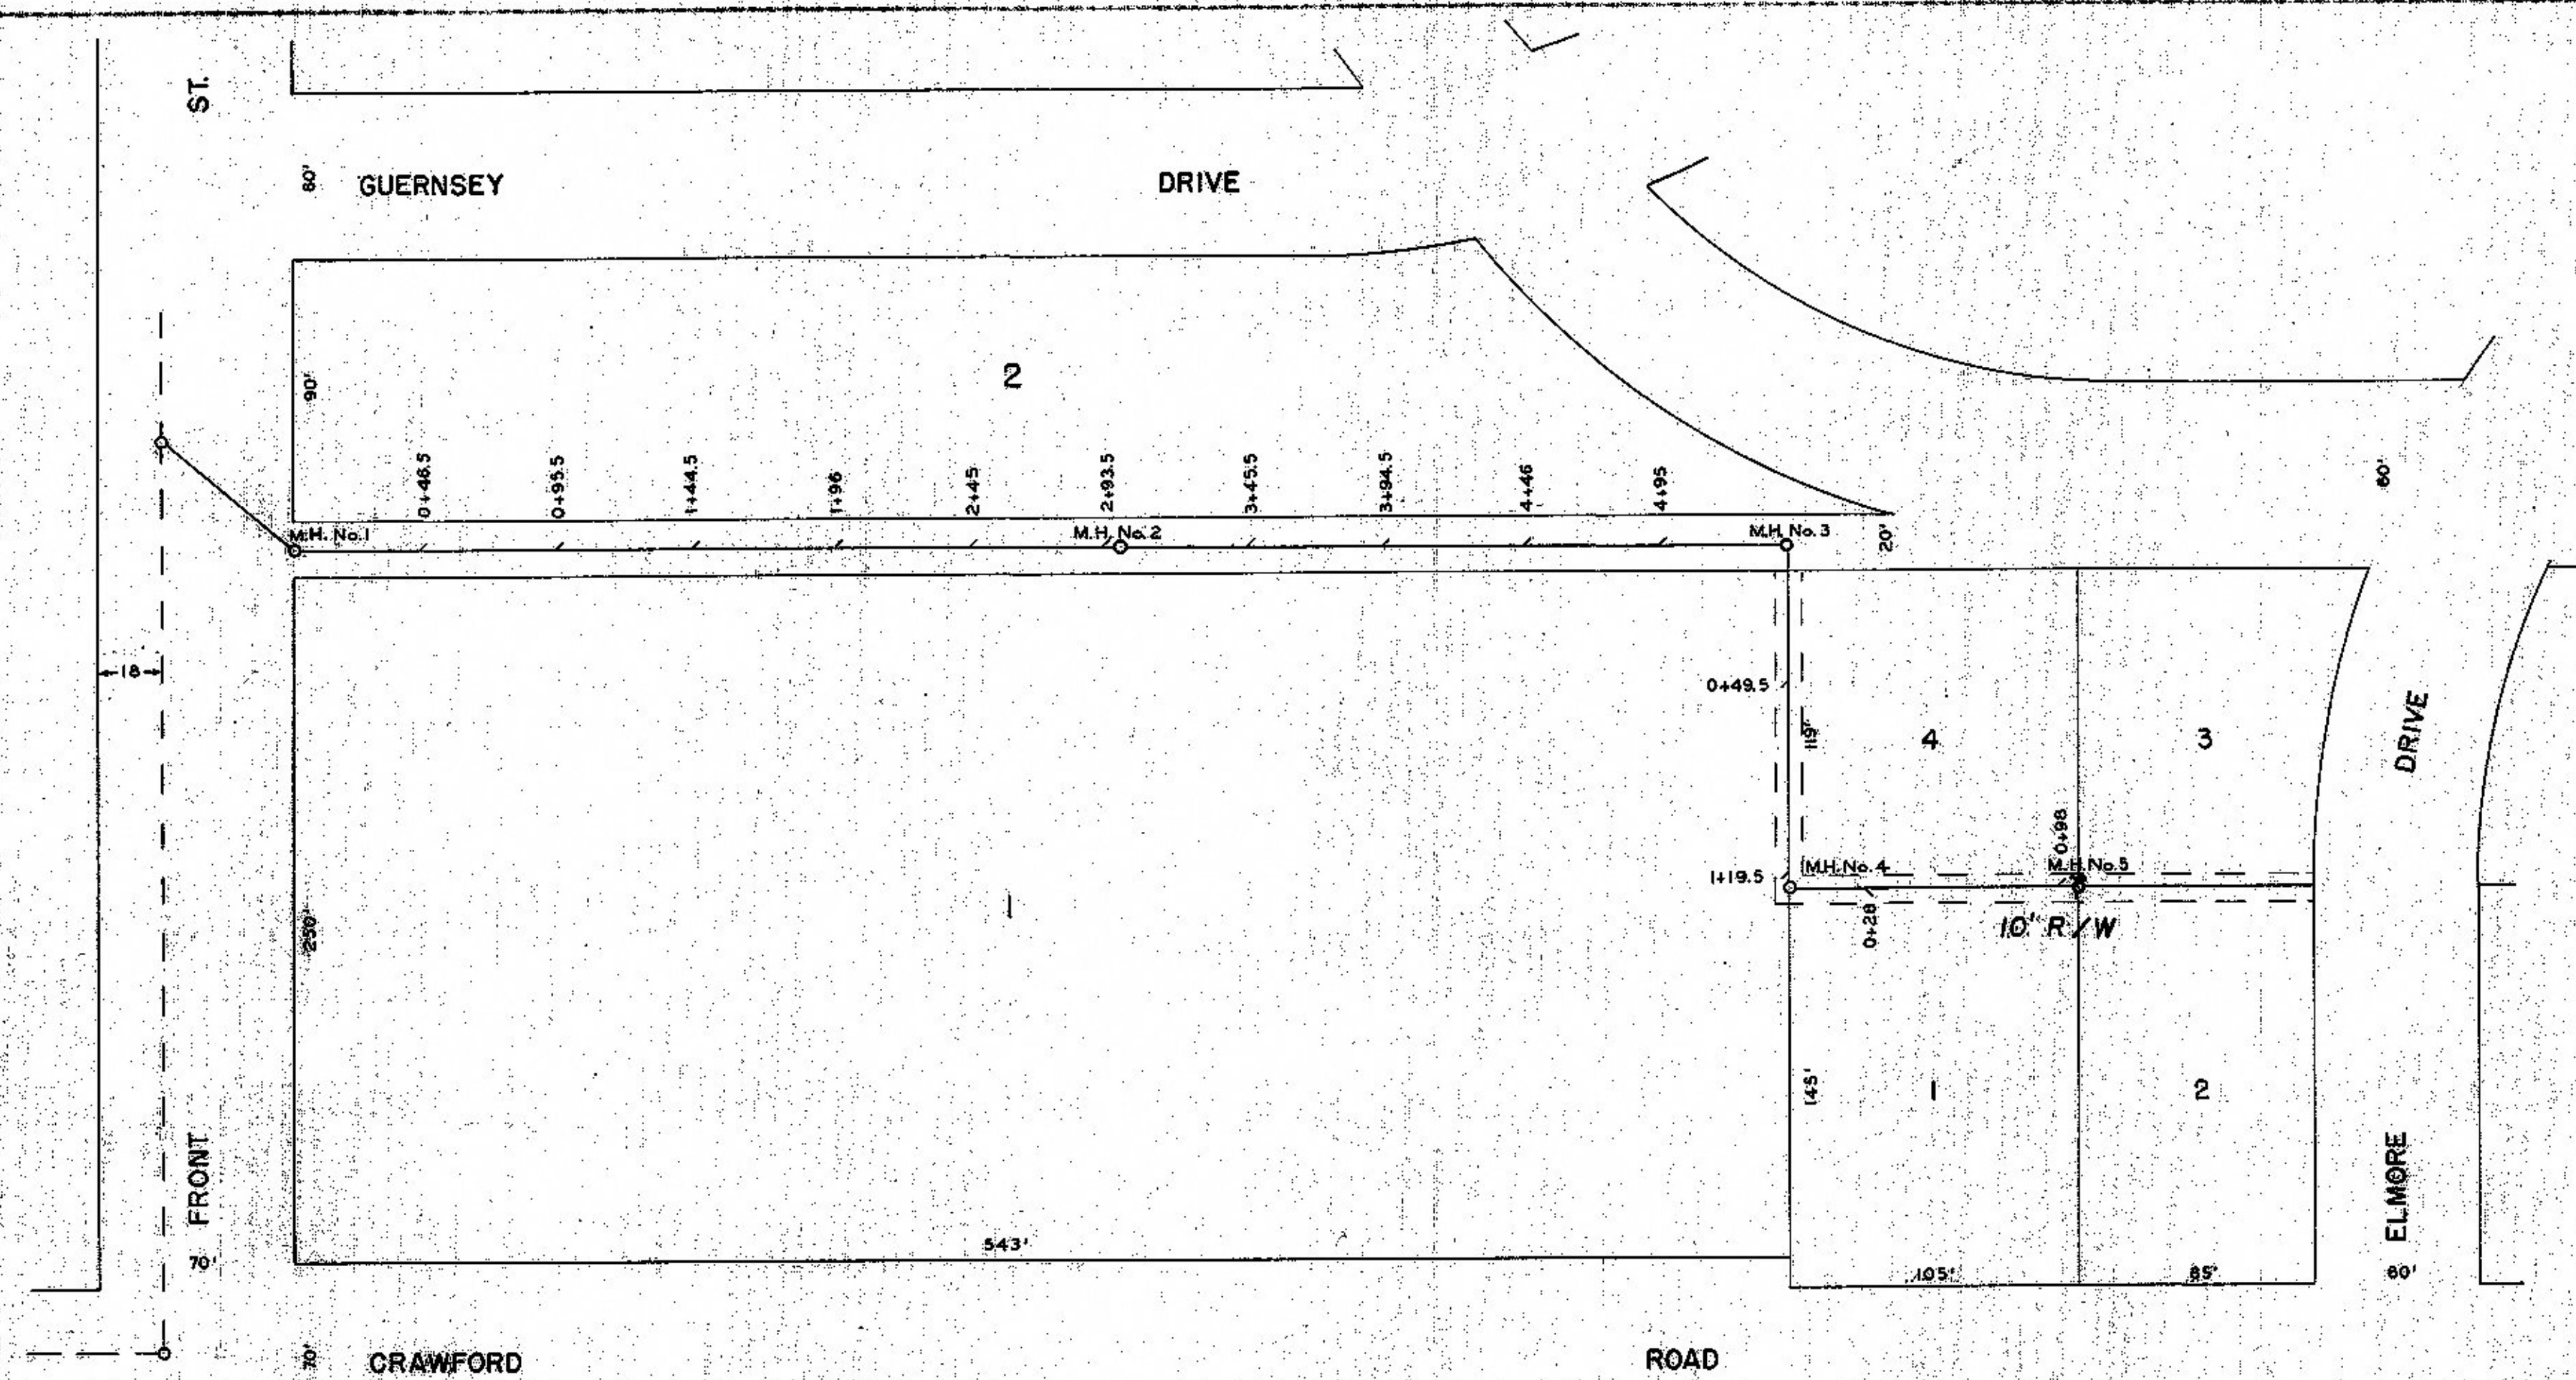 ST.
60'
GUERNSEY
DRIVE
90'
2
60'
0+46.5
0+95.5
1+44.5
1+96
2+45
2+93.5
3+45.5
3+94.5
4+46
4+95
M.H. No.1
M.H. No. 2
M.H. No. 3
20'
18
0+49.5
119'
4
3
DRIVE
0+98
1+19.5
M.H. No. 4
M.H. No. 5
250'
1
0+28
10' R/W
145'
1
2
FRONT
ELMORE
70'
543'
105'
85'
60'
70'
CRAWFORD
ROAD